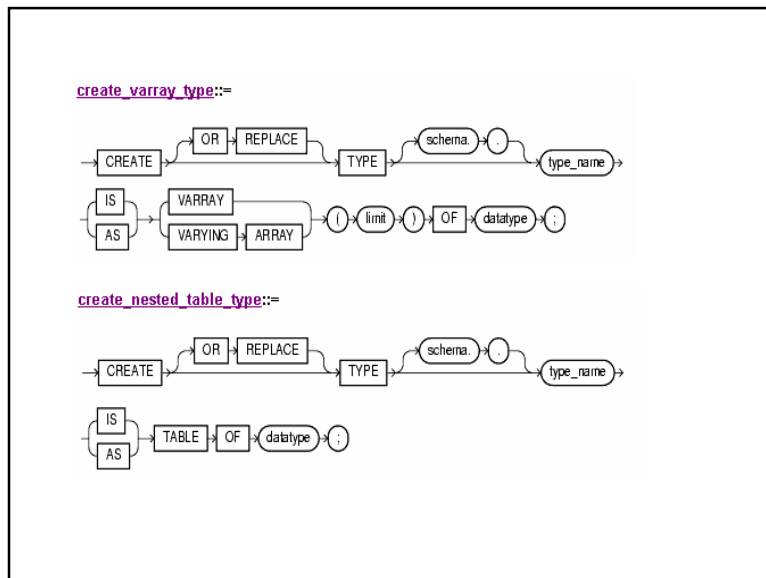 create_varray_type::=
OR REPLACE schema. .
CREATE TYPE type_name
IS VARRAY
( limit ) OF datatype ;
AS VARYING ARRAY
create_nested_table_type::=
OR REPLACE schema. .
CREATE TYPE type_name
IS
TABLE OF datatype ;
AS